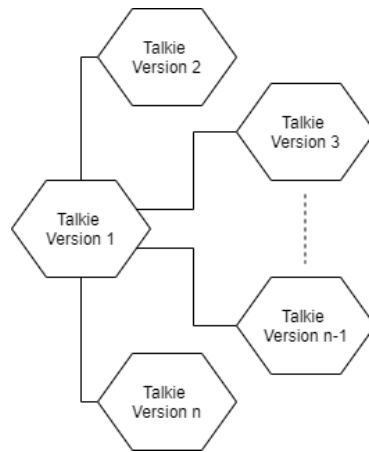 Talkie
Version 2
Talkie
Version 3
Talkie
Version 1
Talkie
Version n-1
Talkie
Version n